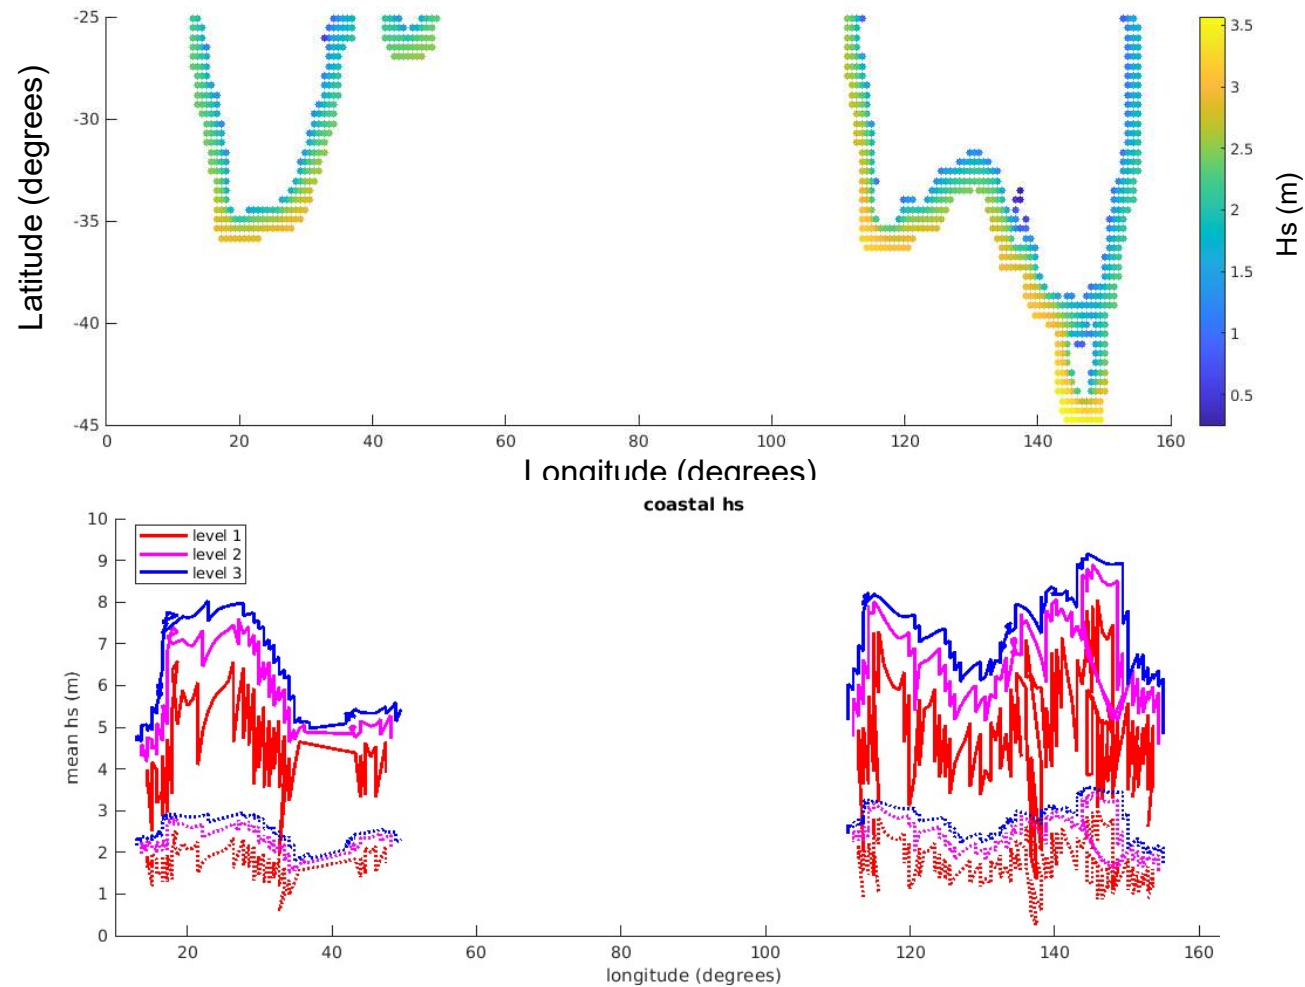 -25
-30
-35
-40
-45
Latitude (degrees)
0 20 40 60 80 100 120 140 160
Longitude (degrees)
3.5
3
2.5
2
1.5
1
0.5
Hs (m)
coastal hs
level 1
level 2
level 3
10
9
8
7
6
5
4
3
2
1
0
mean hs (m)
20 40 60 80 100 120 140 160
longitude (degrees)